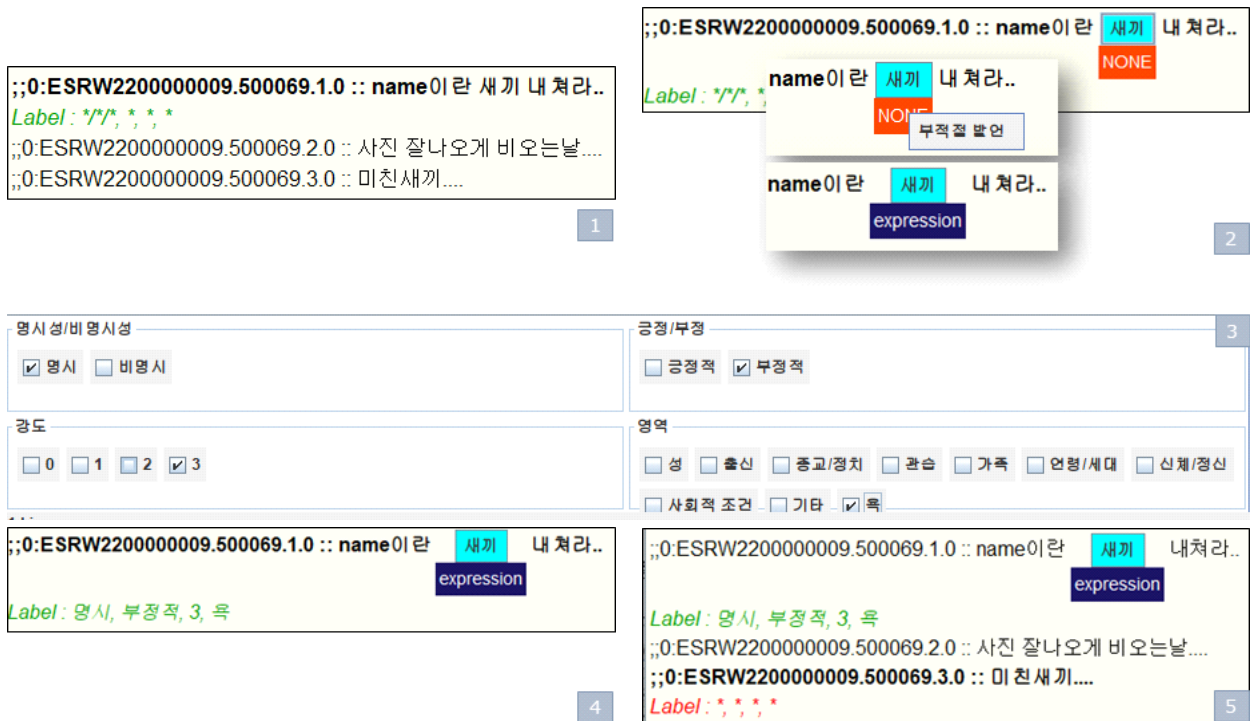 ;;0:ESRW2200000009.500069.1.0 :: name이란 새끼 내쳐라..
Label : */*/*, *, *, *
;;0:ESRW2200000009.500069.2.0 :: 사진 잘나오게 비오는날....
;;0:ESRW2200000009.500069.3.0 :: 미친새끼....
1
;;0:ESRW2200000009.500069.1.0 :: name이란 새끼 내쳐라..
NONE
Label : */*/*, *,
name이란 새끼 내쳐라..
부적절 발언
name이란 새끼 내쳐라..
expression
2
명시성/비명시성
명시 비명시
긍정/부정
긍정적 부정적
3
강도
0 1 2 3
영역
성 출신 종교/정치 관습 가족 연령/세대 신체/정신
사회적 조건 기타 욕
;;0:ESRW2200000009.500069.1.0 :: name이란 새끼 내쳐라..
expression
Label : 명시, 부정적, 3, 욕
4
;;0:ESRW2200000009.500069.1.0 :: name이란 새끼 내쳐라..
expression
Label : 명시, 부정적, 3, 욕
;;0:ESRW2200000009.500069.2.0 :: 사진 잘나오게 비오는날....
;;0:ESRW2200000009.500069.3.0 :: 미친새끼....
Label : *, *, *, *
5